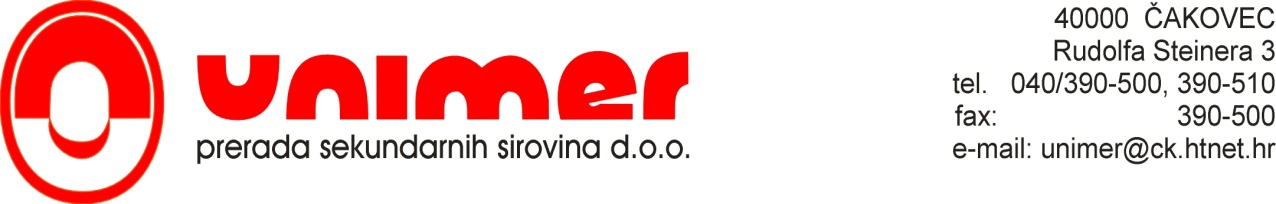 unimer
prerada sekundarnih sirovina d.o.o.
40000 ČAKOVEC
Rudolfa Steinera 3
tel. 040/390-500, 390-510
fax: 390-500
e-mail: unimer@ck.htnet.hr